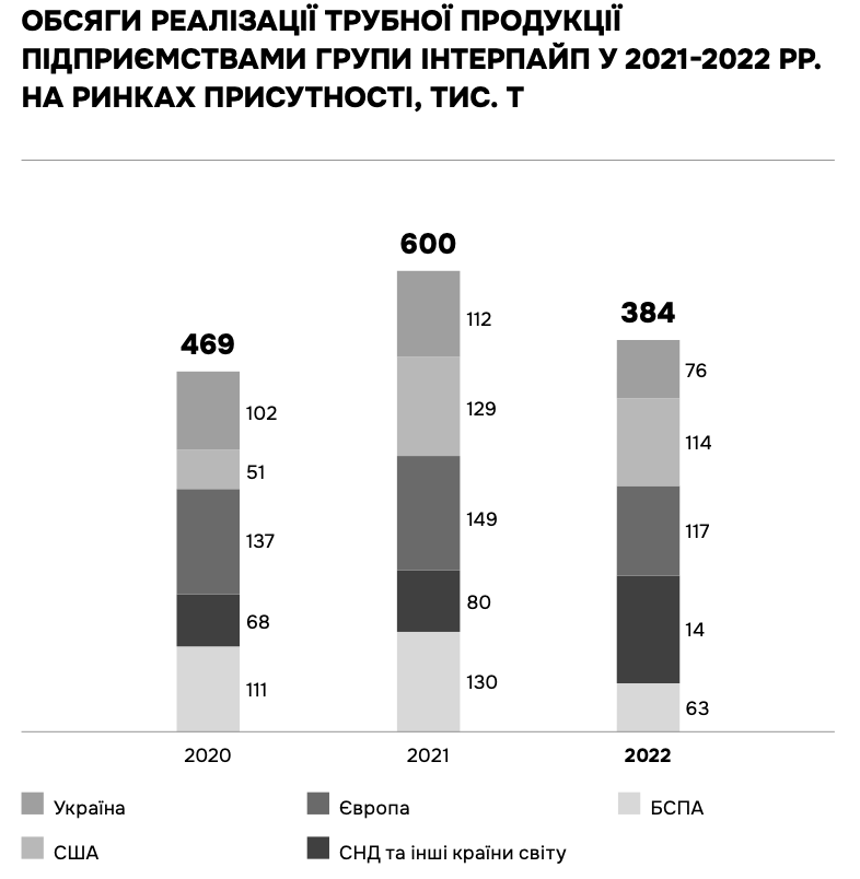 ОБСЯГИ РЕАЛІЗАЦІЇ ТРУБНОЇ ПРОДУКЦІЇ
ПІДПРИЄМСТВАМИ ГРУПИ ІНТЕРПАЙП У 2021-2022 РР.
НА РИНКАХ ПРИСУТНОСТІ, ТИС. Т
469
102
51
137
68
111
600
112
129
149
80
130
384
76
114
117
14
63
2020
2021
2022
Україна
Європа
БСПА
США
СНД та інші країни світу